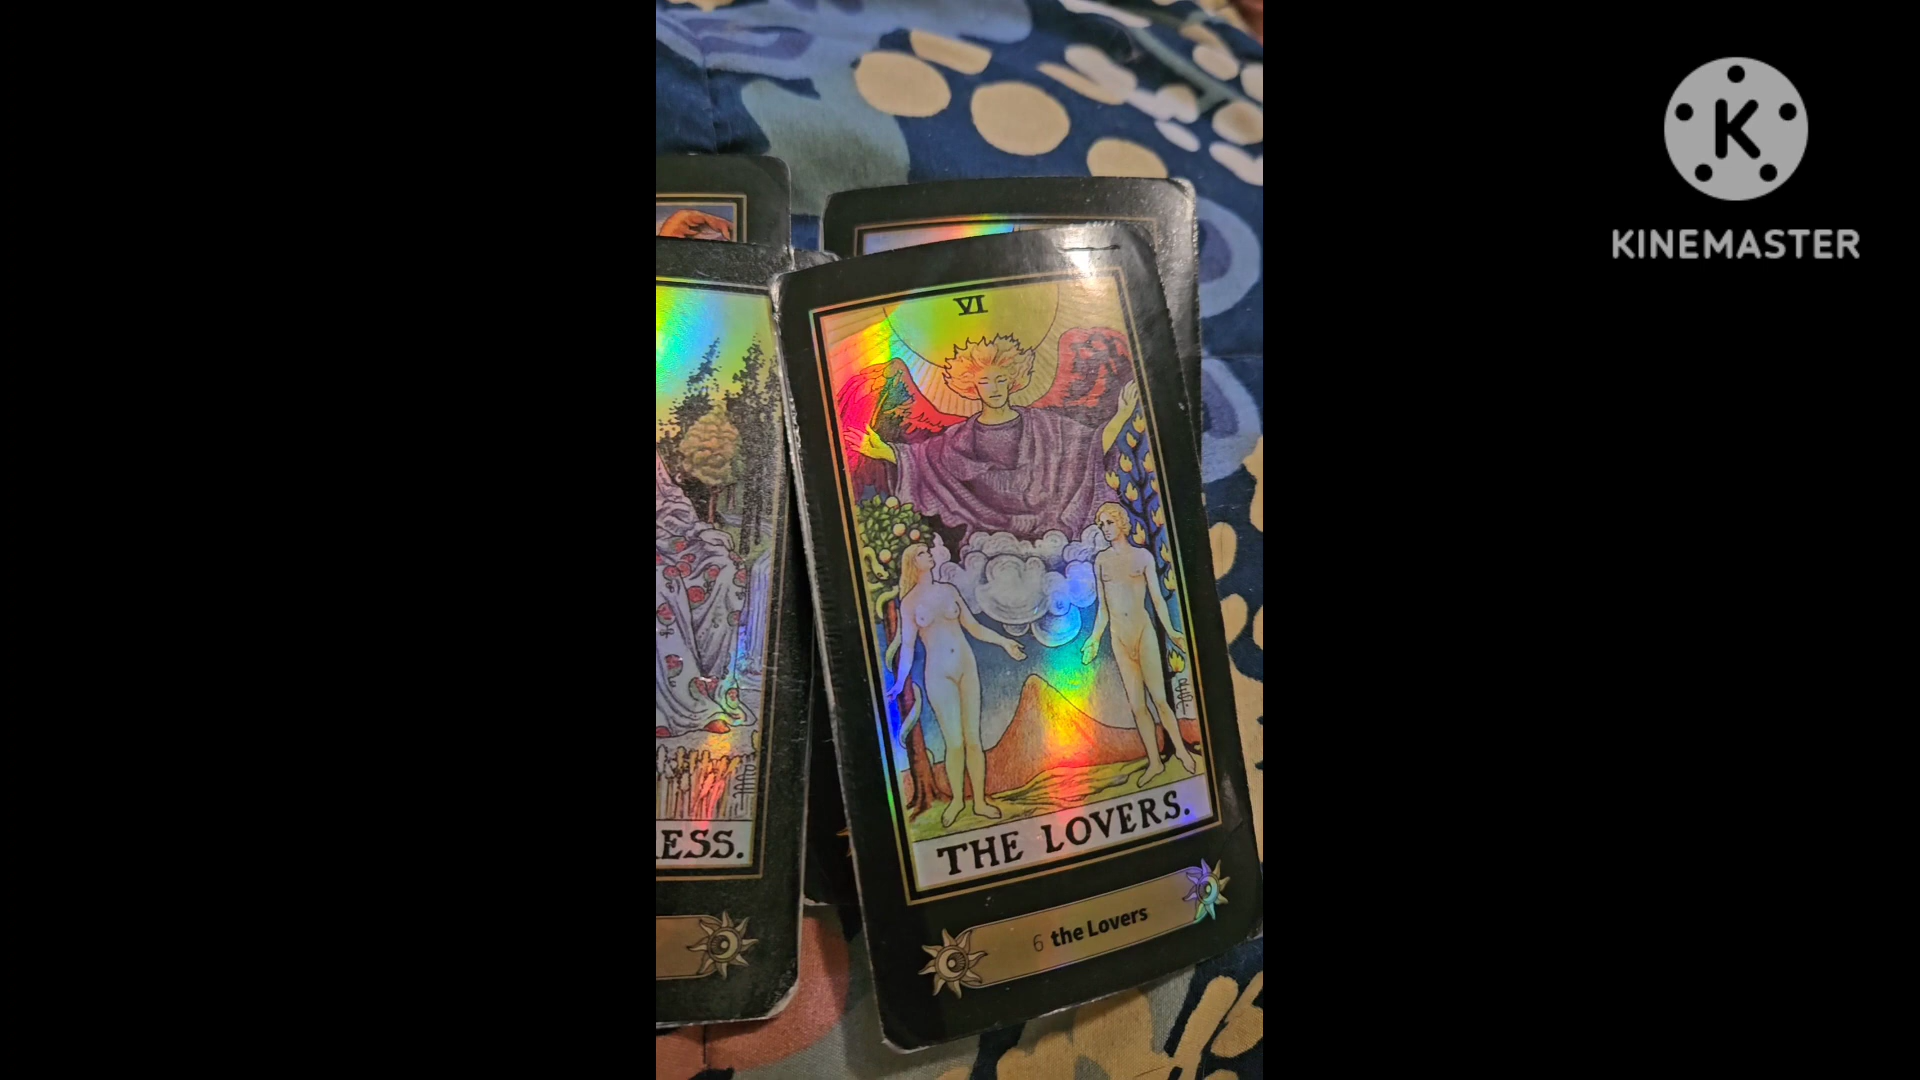 K
KINEMASTER
VI
THE LOVERS.
ESS.
6 the Lovers